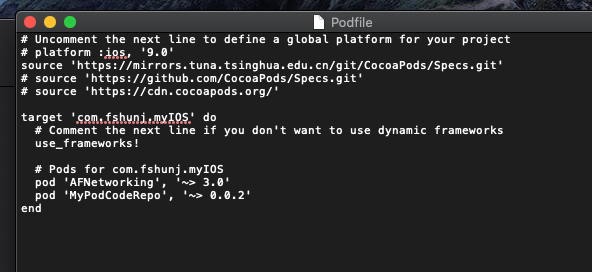 Podfile
# Uncomment the next line to define a global platform for your project
# platform :ios, '9.0'
source 'https://mirrors.tuna.tsinghua.edu.cn/git/CocoaPods/Specs.git'
# source 'https://github.com/CocoaPods/Specs.git'
# source 'https://cdn.cocoapods.org/'
target 'com.fshunj.myIOS' do
# Comment the next line if you don't want to use dynamic frameworks
use_frameworks!
# Pods for com.fshunj.myIOS
pod 'AFNetworking', '~> 3.0'
pod 'MyPodCodeRepo', '~> 0.0.2'
end